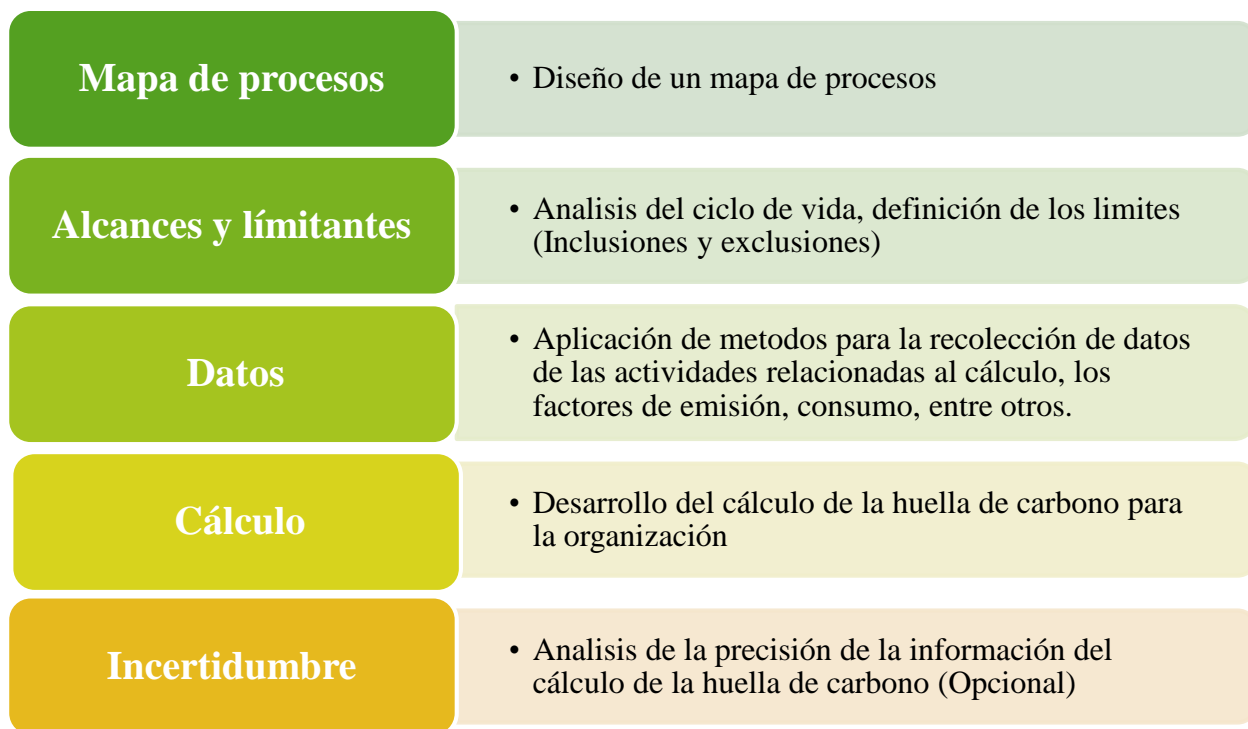 Mapa de procesos
• Diseño de un mapa de procesos
Alcances y límitantes
• Analisis del ciclo de vida, definición de los limites
(Inclusiones y exclusiones)
Datos
• Aplicación de metodos para la recolección de datos
de las actividades relacionadas al cálculo, los
factores de emisión, consumo, entre otros.
Cálculo
• Desarrollo del cálculo de la huella de carbono para
la organización
Incertidumbre
• Analisis de la precisión de la información del
cálculo de la huella de carbono (Opcional)